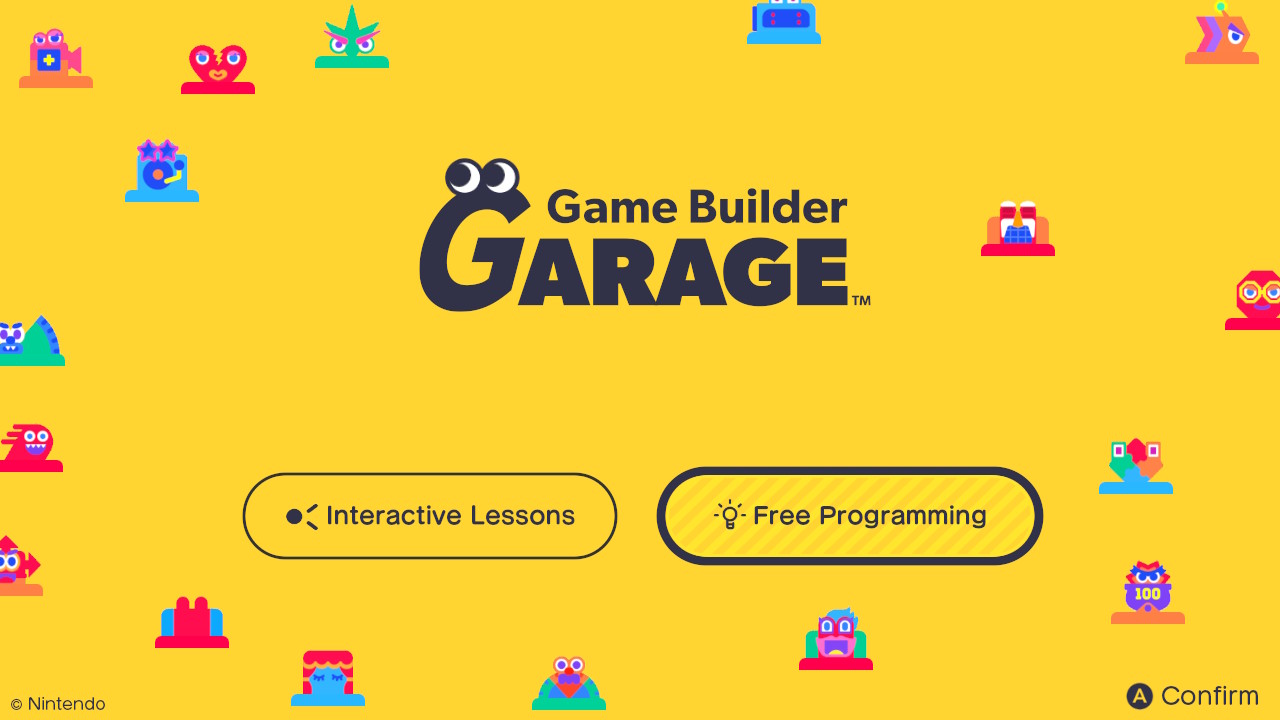 Game Builder
GARAGE™
Interactive Lessons
Free Programming
100
© Nintendo
A Confirm